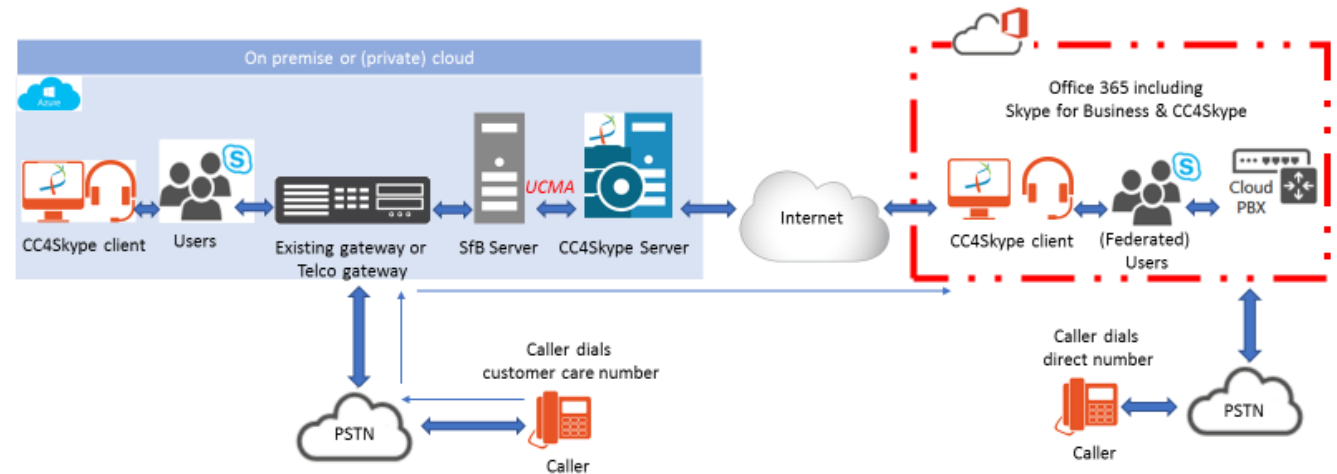 On premise or (private) cloud
Azure
Office 365 including
Skype for Business & CC4Skype
UCMA
Cloud
PBX
Internet
CC4Skype client
Users
Existing gateway or
Telco gateway
SfB Server
CC4Skype Server
CC4Skype client
(Federated)
Users
Caller dials
customer care number
PSTN
Caller
Caller dials
direct number
PSTN
Caller